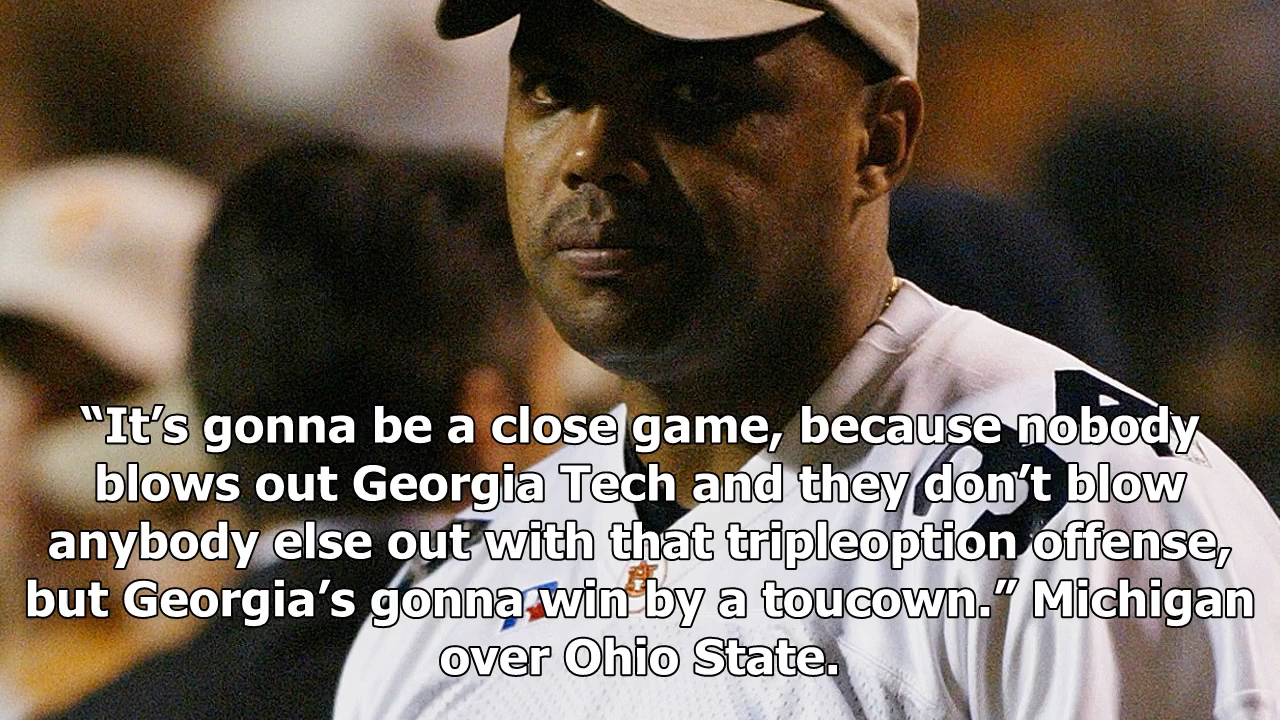 “It’s gonna be a close game, because nobody
blows out Georgia Tech and they don’t blow
anybody else out with that tripleoption offense,
but Georgia’s gonna win by a toucown.” Michigan
over Ohio State.